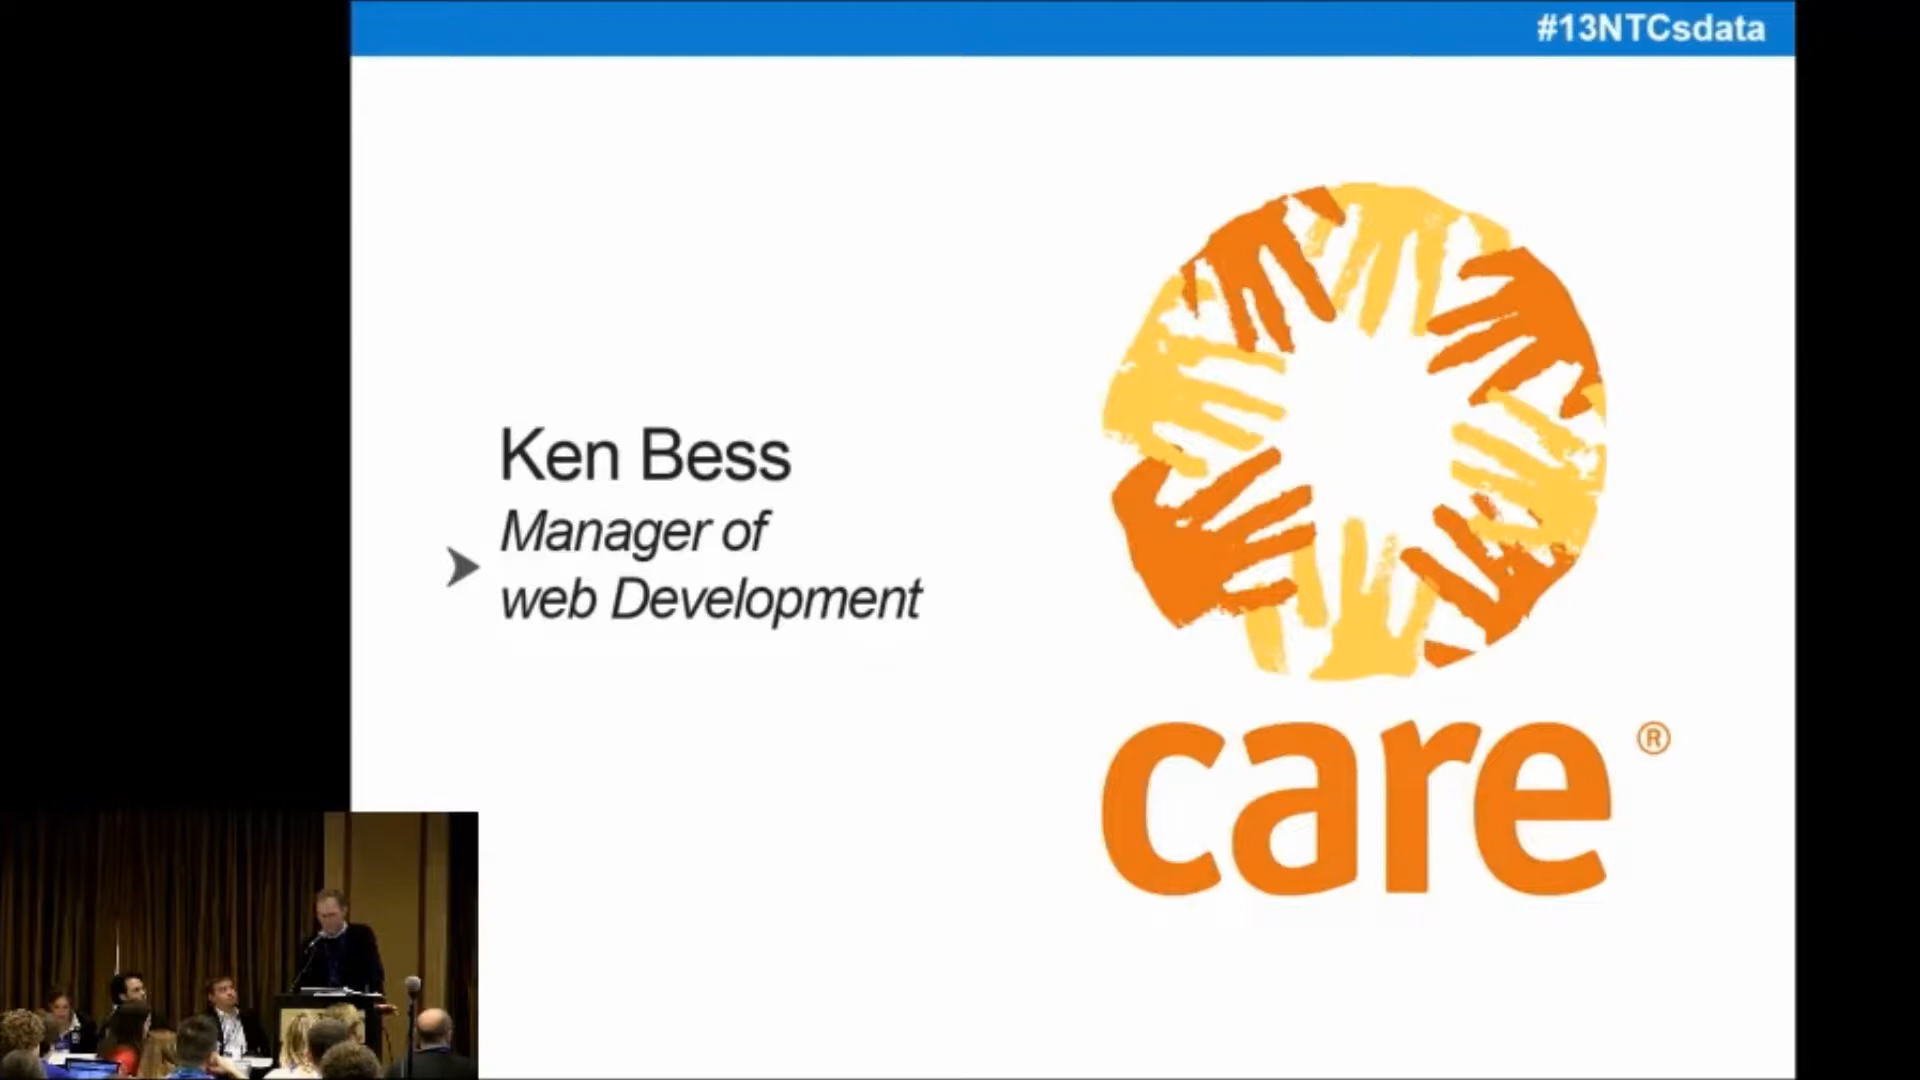 #13NTCsdata
Ken Bess
Manager of
web Development
care ®